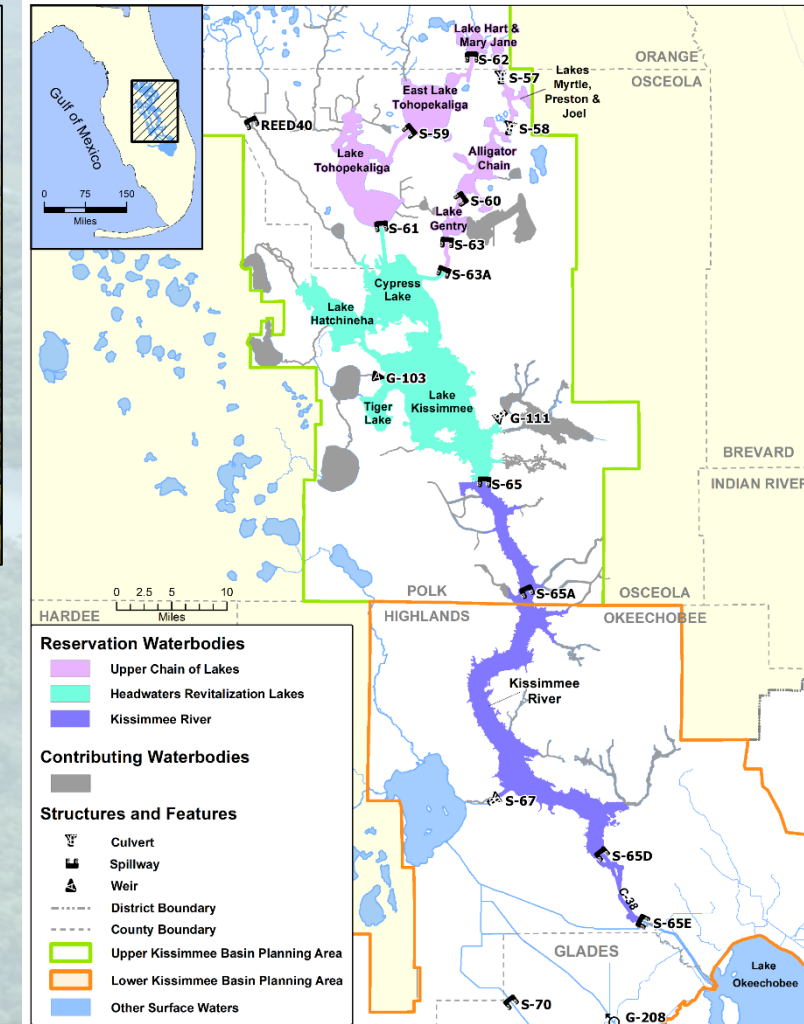 Gulf of Mexico
0 75 150
Miles
Lake Hart &
Mary Jane
S-62
ORANGE
OSCEOLA
S-57
Lakes
Myrtle,
Preston &
Joel
East Lake
Tohopekaliga
REED40
S-59
S-58
Lake
Tohopekaliga
Alligator
Chain
S-60
Lake
Gentry
S-61
S-63
S-63A
Cypress
Lake
Lake
Hatchineha
G-103
Lake
Kissimmee
Tiger
Lake
G-111
BREVARD
INDIAN RIVER
S-65
0 2.5 5 10
Miles
S-65A
POLK
OSCEOLA
HARDEE
HIGHLANDS
OKEECHOBEE
Kissimmee
River
S-67
S-65D
C-38
S-65E
GLADES
Lake
Okeechobee
S-70
G-208
Reservation Waterbodies
Upper Chain of Lakes
Headwaters Revitalization Lakes
Kissimmee River
Contributing Waterbodies
Structures and Features
Culvert
Spillway
Weir
District Boundary
County Boundary
Upper Kissimmee Basin Planning Area
Lower Kissimmee Basin Planning Area
Other Surface Waters